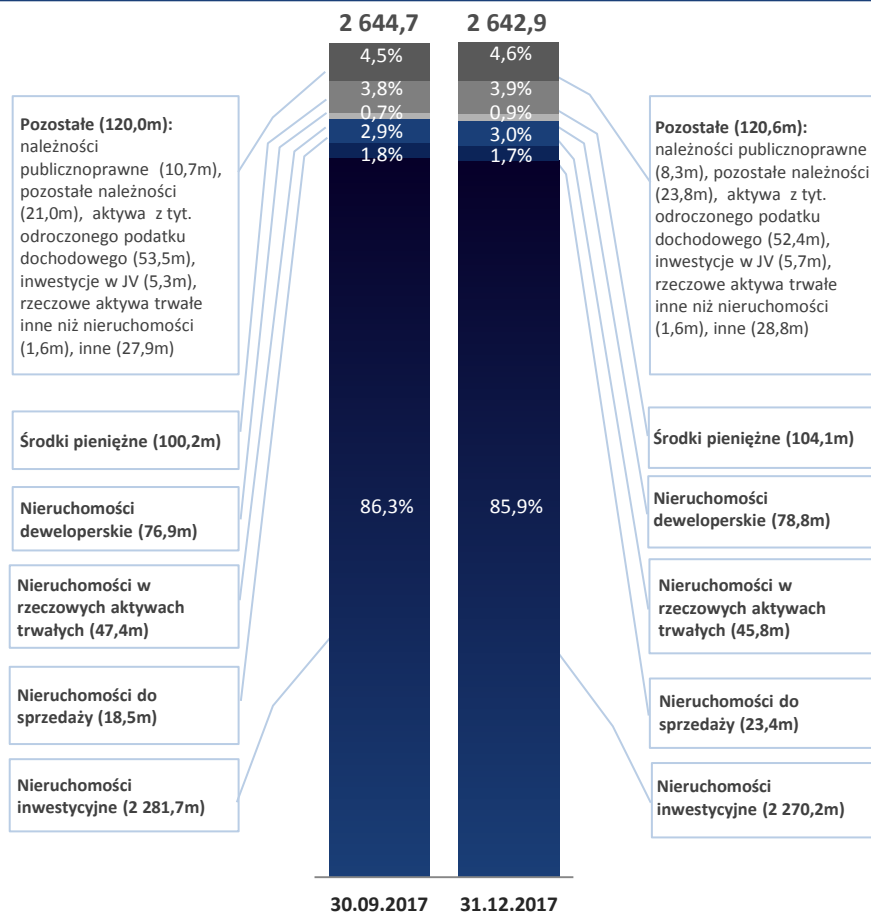 2 644,7
2 642,9
4,5%
3,8%
0,7%
2,9%
1,8%
86,3%
4,6%
3,9%
0,9%
3,0%
1,7%
85,9%
Pozostałe (120,0m):
należności
publicznoprawne (10,7m),
pozostałe należności
(21,0m), aktywa z tyt.
odroczonego podatku
dochodowego (53,5m),
inwestycje w JV (5,3m),
rzeczowe aktywa trwałe
inne niż nieruchomości
(1,6m), inne (27,9m)
Środki pieniężne (100,2m)
Nieruchomości
deweloperskie (76,9m)
Nieruchomości w
rzeczowych aktywach
trwałych (47,4m)
Nieruchomości do
sprzedaży (18,5m)
Nieruchomości
inwestycyjne (2 281,7m)
Pozostałe (120,6m):
należności publicznoprawne
(8,3m), pozostałe należności
(23,8m), aktywa z tyt.
odroczonego podatku
dochodowego (52,4m),
inwestycje w JV (5,7m),
rzeczowe aktywa trwałe
inne niż nieruchomości
(1,6m), inne (28,8m)
Środki pieniężne (104,1m)
Nieruchomości
deweloperskie (78,8m)
Nieruchomości w
rzeczowych aktywach
trwałych (45,8m)
Nieruchomości do
sprzedaży (23,4m)
Nieruchomości
inwestycyjne (2 270,2m)
30.09.2017
31.12.2017